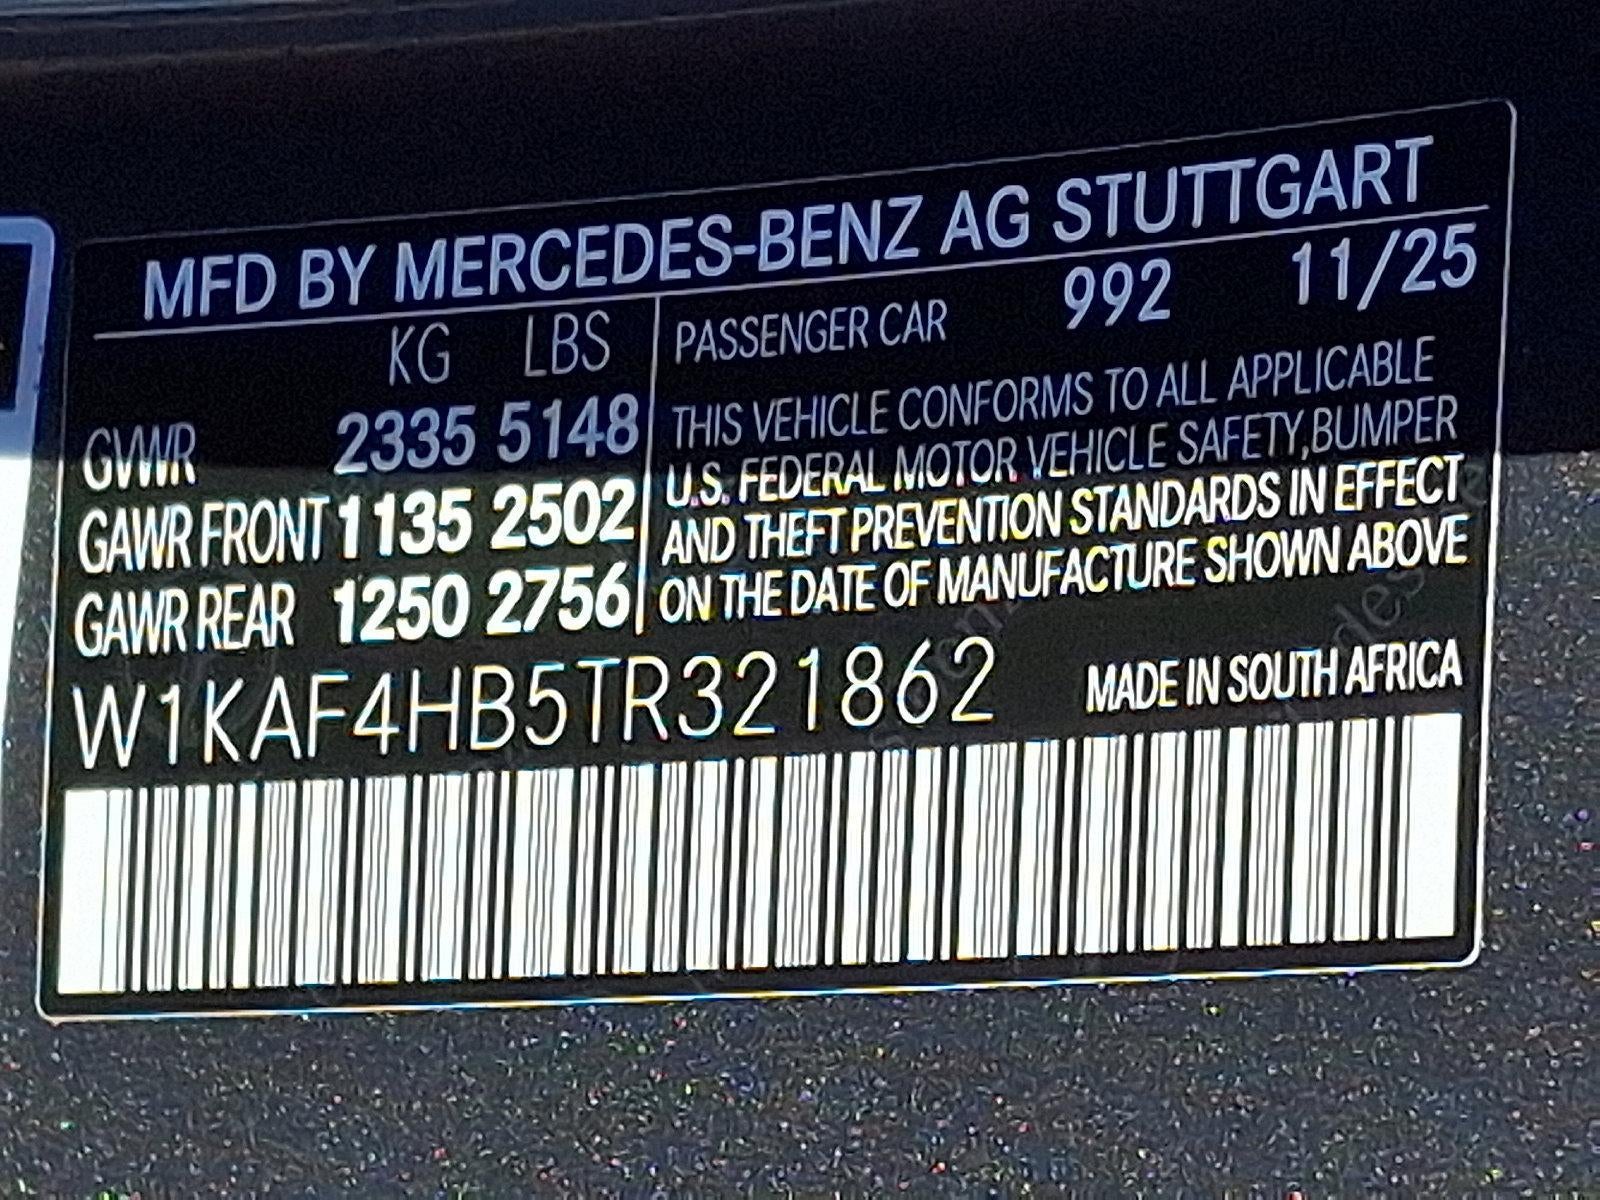 MFD BY MERCEDES-BENZ AG STUTTGART
KG LBS
GVWR 2335 5148
GAWR FRONT 1135 2502
GAWR REAR 1250 2756
PASSENGER CAR 992 11/25
THIS VEHICLE CONFORMS TO ALL APPLICABLE
U.S. FEDERAL MOTOR VEHICLE SAFETY,BUMPER
AND THEFT PREVENTION STANDARDS IN EFFECT
ON THE DATE OF MANUFACTURE SHOWN ABOVE
W1KAF4HB5TR321862 MADE IN SOUTH AFRICA